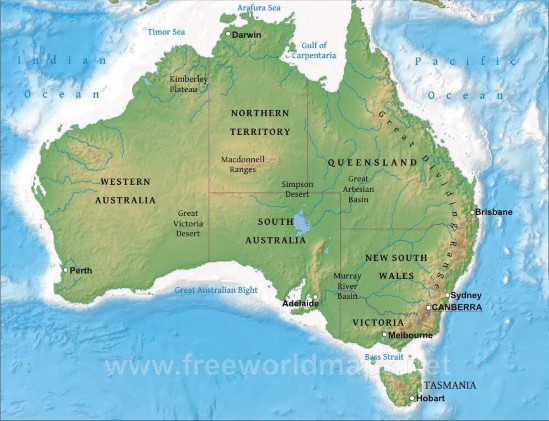 Arafura Sea
Timor Sea
Darwin
Gulf of
Carpentaria
Indian
Ocean
Pacific
Ocean
Kimberley
Plateau
NORTHERN
TERRITORY
Great Dividing Range
Macdonnell
Ranges
QUEENSLAND
WESTERN
AUSTRALIA
Simpson
Desert
Great
Artesian
Basin
Great
Victoria
Desert
SOUTH
AUSTRALIA
Brisbane
Perth
NEW SOUTH
WALES
Murray
River
Basin
Great Australian Bight
Adelaide
Sydney
CANBERRA
VICTORIA
Melbourne
Bass Strait
www.freeworldmaps.net
TASMANIA
Hobart